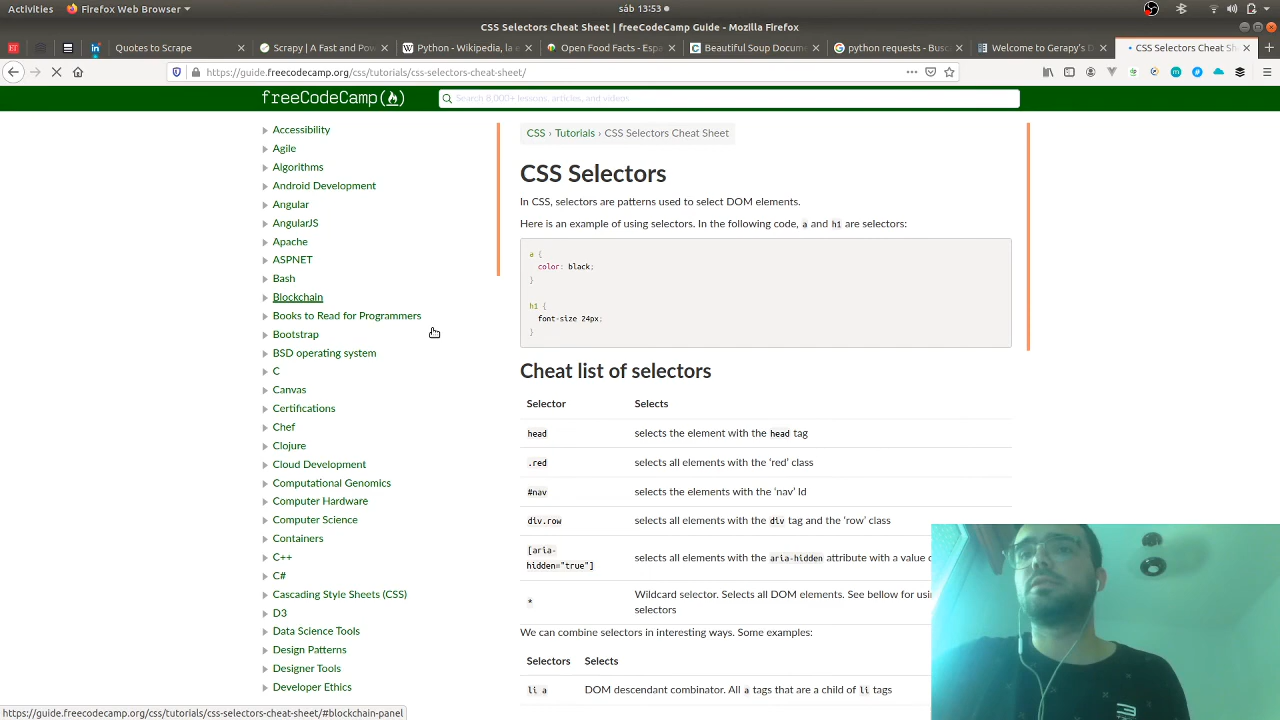 Activities
Firefox Web Browser
sáb 13:53
CSS Selectors Cheat Sheet | freeCodeCamp Guide - Mozilla Firefox
Quotes to Scrape
Scrapy | A Fast and Pow
Python - Wikipedia, la e
Open Food Facts - Espa
Beautiful Soup Docume
python requests - Busc
Welcome to Gerapy's Do
CSS Selectors Cheat Sh
https://guide.freecodecamp.org/css/tutorials/css-selectors-cheat-sheet/
freeCodeCamp
Search 8,000+ lessons, articles, and videos
Accessibility
Agile
Algorithms
Android Development
Angular
AngularJS
Apache
ASPNET
Bash
Blockchain
Books to Read for Programmers
Bootstrap
BSD operating system
C
Canvas
Certifications
Chef
Clojure
Cloud Development
Computational Genomics
Computer Hardware
Computer Science
Containers
C++
C#
Cascading Style Sheets (CSS)
D3
Data Science Tools
Design Patterns
Designer Tools
Developer Ethics
CSS › Tutorials › CSS Selectors Cheat Sheet
CSS Selectors
In CSS, selectors are patterns used to select DOM elements.
Here is an example of using selectors. In the following code, a and h1 are selectors:
a {
color: black;
}
h1 {
font-size 24px;
}
Cheat list of selectors
Selector Selects
head selects the element with the head tag
.red selects all elements with the ‘red’ class
#nav selects the elements with the ‘nav’ Id
div.row selects all elements with the div tag and the ‘row’ class
[aria-
hidden="true"] selects all elements with the aria-hidden attribute with a value o
* Wildcard selector. Selects all DOM elements. See bellow for usin
selectors
We can combine selectors in interesting ways. Some examples:
Selectors Selects
li a DOM descendant combinator. All a tags that are a child of li tags
https://guide.freecodecamp.org/css/tutorials/css-selectors-cheat-sheet/#blockchain-panel